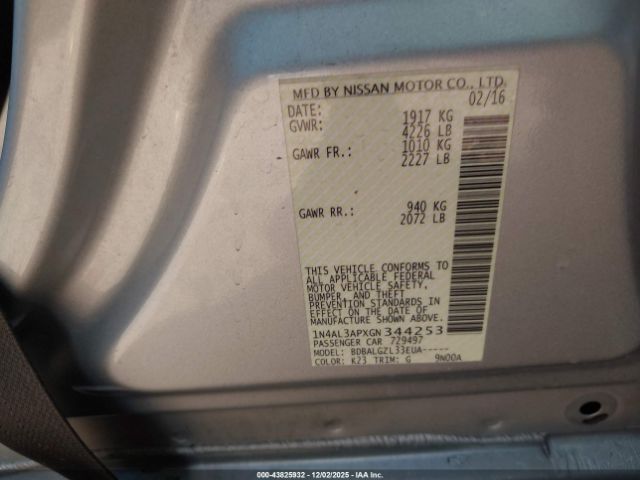 MFD BY NISSAN MOTOR CO., LTD.
DATE: 02/16
GVWR: 1917 KG
4226 LB
GAWR FR.: 1010 KG
2227 LB
GAWR RR.: 940 KG
2072 LB
THIS VEHICLE CONFORMS TO
ALL APPLICABLE FEDERAL
MOTOR VEHICLE SAFETY,
BUMPER, AND THEFT
PREVENTION STANDARDS IN
EFFECT ON THE DATE OF
MANUFACTURE SHOWN ABOVE.
1N4AL3APXGN344253
PASSENGER CAR 729497
MODEL: BDBALGZL33EUA-----
COLOR: K23 TRIM: G 9N00A
000-43825932 - 12/02/2025 - IAA Inc.